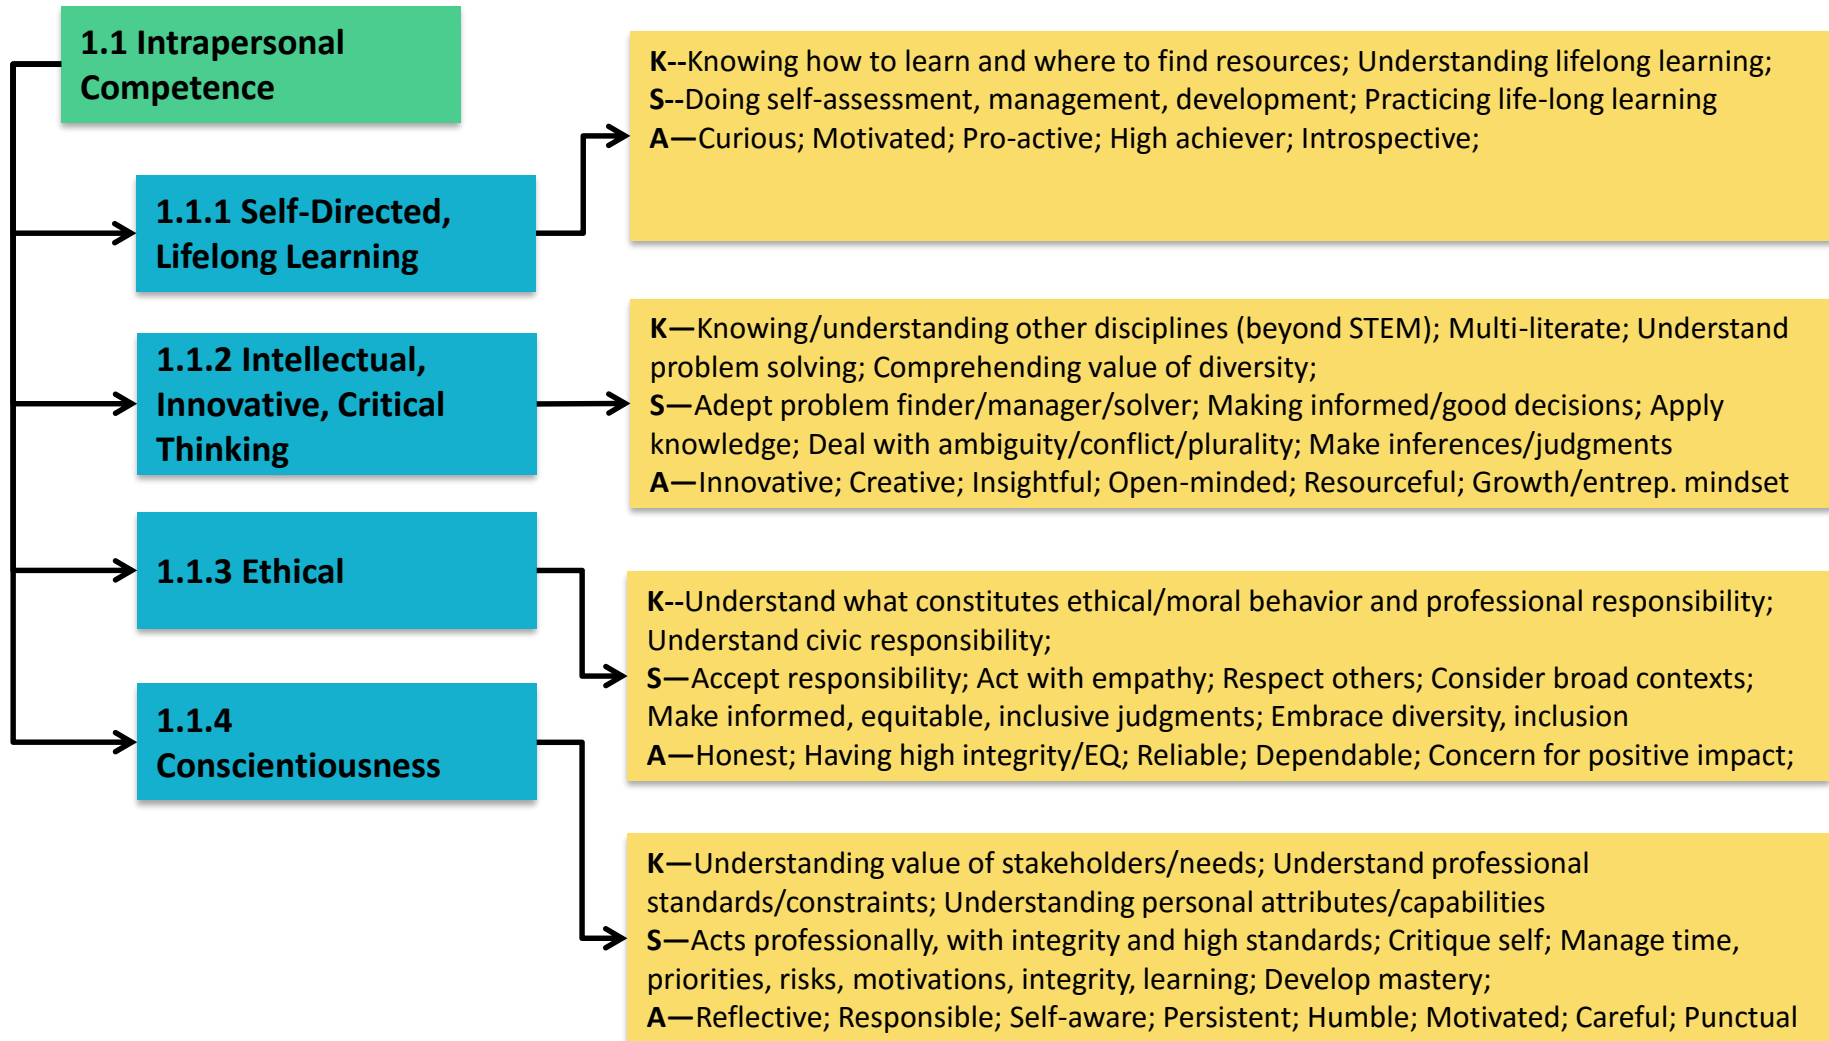 1.1 Intrapersonal
Competence
K--Knowing how to learn and where to find resources; Understanding lifelong learning;
S--Doing self-assessment, management, development; Practicing life-long learning
A—Curious; Motivated; Pro-active; High achiever; Introspective;
1.1.1 Self-Directed,
Lifelong Learning
1.1.2 Intellectual,
Innovative, Critical
Thinking
K—Knowing/understanding other disciplines (beyond STEM); Multi-literate; Understand
problem solving; Comprehending value of diversity;
S—Adept problem finder/manager/solver; Making informed/good decisions; Apply
knowledge; Deal with ambiguity/conflict/plurality; Make inferences/judgments
A—Innovative; Creative; Insightful; Open-minded; Resourceful; Growth/entrep. mindset
1.1.3 Ethical
K--Understand what constitutes ethical/moral behavior and professional responsibility;
Understand civic responsibility;
S—Accept responsibility; Act with empathy; Respect others; Consider broad contexts;
Make informed, equitable, inclusive judgments; Embrace diversity, inclusion
A—Honest; Having high integrity/EQ; Reliable; Dependable; Concern for positive impact;
1.1.4
Conscientiousness
K—Understanding value of stakeholders/needs; Understand professional
standards/constraints; Understanding personal attributes/capabilities
S—Acts professionally, with integrity and high standards; Critique self; Manage time,
priorities, risks, motivations, integrity, learning; Develop mastery;
A—Reflective; Responsible; Self-aware; Persistent; Humble; Motivated; Careful; Punctual